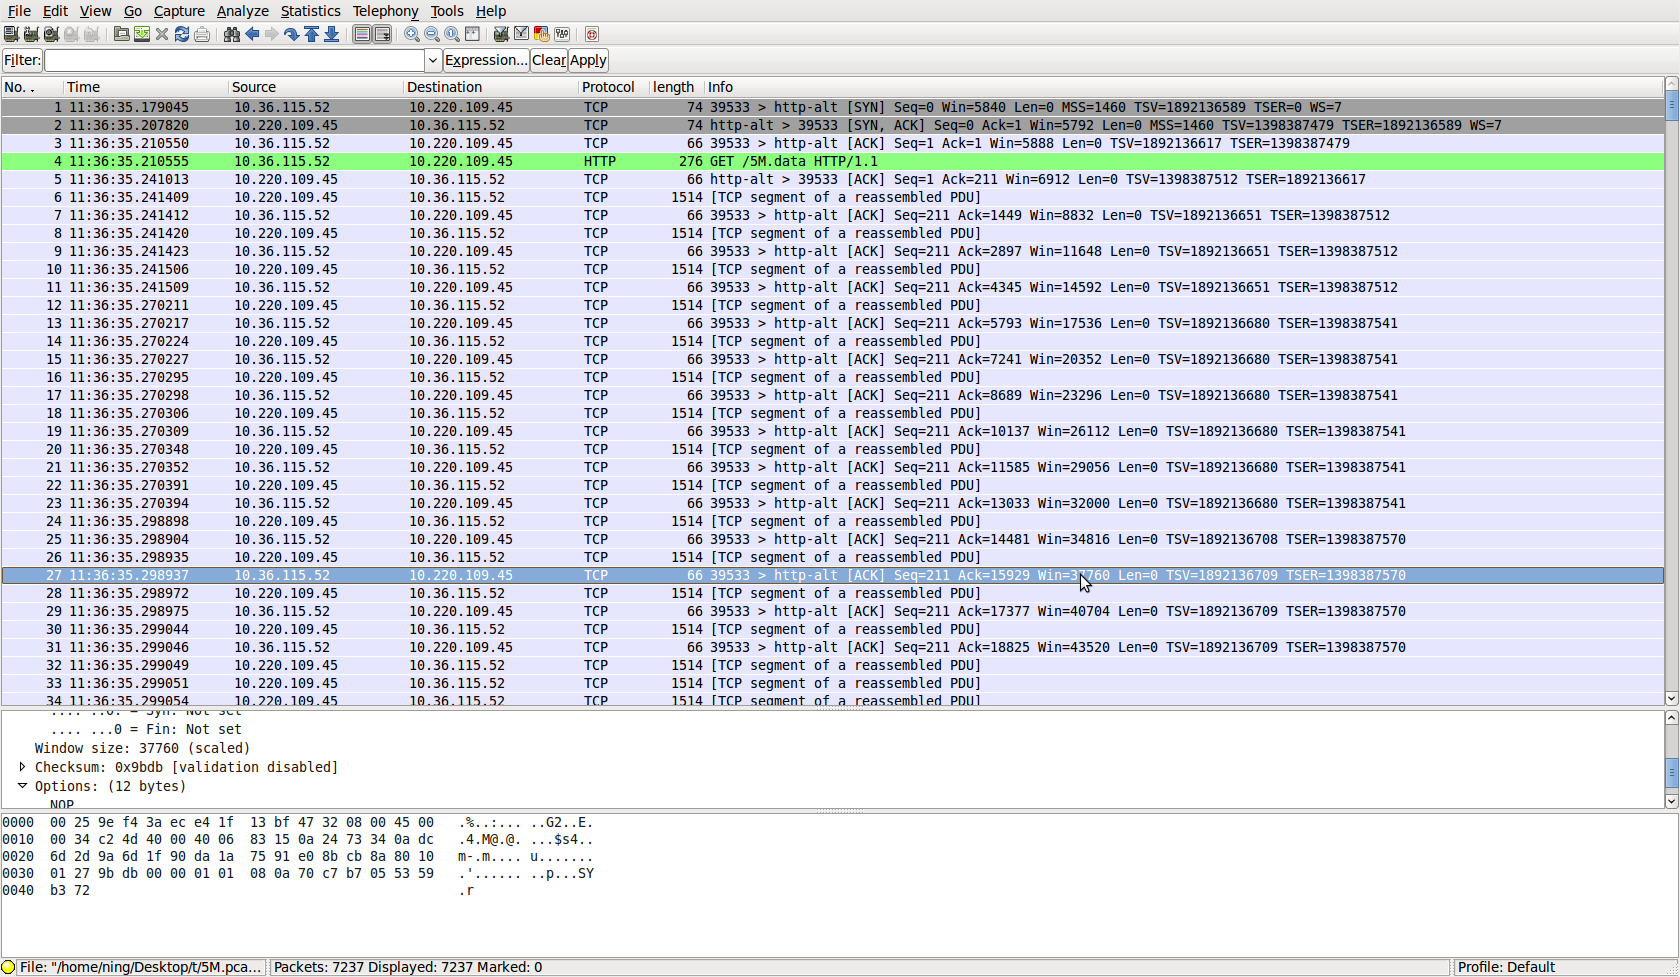 File Edit View Go Capture Analyze Statistics Telephony Tools Help
Filter: Expression... Clear Apply
No. Time Source Destination Protocol length Info
1 11:36:35.179045 10.36.115.52 10.220.109.45 TCP 74 39533 > http-alt [SYN] Seq=0 Win=5840 Len=0 MSS=1460 TSV=1892136589 TSER=0 WS=7
2 11:36:35.207820 10.220.109.45 10.36.115.52 TCP 74 http-alt > 39533 [SYN, ACK] Seq=0 Ack=1 Win=5792 Len=0 MSS=1460 TSV=1398387479 TSER=1892136589 WS=7
3 11:36:35.210550 10.36.115.52 10.220.109.45 TCP 66 39533 > http-alt [ACK] Seq=1 Ack=1 Win=5888 Len=0 TSV=1892136617 TSER=1398387479
4 11:36:35.210555 10.36.115.52 10.220.109.45 HTTP 276 GET /5M.data HTTP/1.1
5 11:36:35.241013 10.220.109.45 10.36.115.52 TCP 66 http-alt > 39533 [ACK] Seq=1 Ack=211 Win=6912 Len=0 TSV=1398387512 TSER=1892136617
6 11:36:35.241409 10.220.109.45 10.36.115.52 TCP 1514 [TCP segment of a reassembled PDU]
7 11:36:35.241412 10.36.115.52 10.220.109.45 TCP 66 39533 > http-alt [ACK] Seq=211 Ack=1449 Win=8832 Len=0 TSV=1892136651 TSER=1398387512
8 11:36:35.241420 10.220.109.45 10.36.115.52 TCP 1514 [TCP segment of a reassembled PDU]
9 11:36:35.241423 10.36.115.52 10.220.109.45 TCP 66 39533 > http-alt [ACK] Seq=211 Ack=2897 Win=11648 Len=0 TSV=1892136651 TSER=1398387512
10 11:36:35.241506 10.220.109.45 10.36.115.52 TCP 1514 [TCP segment of a reassembled PDU]
11 11:36:35.241509 10.36.115.52 10.220.109.45 TCP 66 39533 > http-alt [ACK] Seq=211 Ack=4345 Win=14592 Len=0 TSV=1892136651 TSER=1398387512
12 11:36:35.270211 10.220.109.45 10.36.115.52 TCP 1514 [TCP segment of a reassembled PDU]
13 11:36:35.270217 10.36.115.52 10.220.109.45 TCP 66 39533 > http-alt [ACK] Seq=211 Ack=5793 Win=17536 Len=0 TSV=1892136680 TSER=1398387541
14 11:36:35.270224 10.220.109.45 10.36.115.52 TCP 1514 [TCP segment of a reassembled PDU]
15 11:36:35.270227 10.36.115.52 10.220.109.45 TCP 66 39533 > http-alt [ACK] Seq=211 Ack=7241 Win=20352 Len=0 TSV=1892136680 TSER=1398387541
16 11:36:35.270295 10.220.109.45 10.36.115.52 TCP 1514 [TCP segment of a reassembled PDU]
17 11:36:35.270298 10.36.115.52 10.220.109.45 TCP 66 39533 > http-alt [ACK] Seq=211 Ack=8689 Win=23296 Len=0 TSV=1892136680 TSER=1398387541
18 11:36:35.270306 10.220.109.45 10.36.115.52 TCP 1514 [TCP segment of a reassembled PDU]
19 11:36:35.270309 10.36.115.52 10.220.109.45 TCP 66 39533 > http-alt [ACK] Seq=211 Ack=10137 Win=26112 Len=0 TSV=1892136680 TSER=1398387541
20 11:36:35.270348 10.220.109.45 10.36.115.52 TCP 1514 [TCP segment of a reassembled PDU]
21 11:36:35.270352 10.36.115.52 10.220.109.45 TCP 66 39533 > http-alt [ACK] Seq=211 Ack=11585 Win=29056 Len=0 TSV=1892136680 TSER=1398387541
22 11:36:35.270391 10.220.109.45 10.36.115.52 TCP 1514 [TCP segment of a reassembled PDU]
23 11:36:35.270394 10.36.115.52 10.220.109.45 TCP 66 39533 > http-alt [ACK] Seq=211 Ack=13033 Win=32000 Len=0 TSV=1892136680 TSER=1398387541
24 11:36:35.298898 10.220.109.45 10.36.115.52 TCP 1514 [TCP segment of a reassembled PDU]
25 11:36:35.298904 10.36.115.52 10.220.109.45 TCP 66 39533 > http-alt [ACK] Seq=211 Ack=14481 Win=34816 Len=0 TSV=1892136708 TSER=1398387570
26 11:36:35.298935 10.220.109.45 10.36.115.52 TCP 1514 [TCP segment of a reassembled PDU]
27 11:36:35.298937 10.36.115.52 10.220.109.45 TCP 66 39533 > http-alt [ACK] Seq=211 Ack=15929 Win=37760 Len=0 TSV=1892136709 TSER=1398387570
28 11:36:35.298972 10.220.109.45 10.36.115.52 TCP 1514 [TCP segment of a reassembled PDU]
29 11:36:35.298975 10.36.115.52 10.220.109.45 TCP 66 39533 > http-alt [ACK] Seq=211 Ack=17377 Win=40704 Len=0 TSV=1892136709 TSER=1398387570
30 11:36:35.299044 10.220.109.45 10.36.115.52 TCP 1514 [TCP segment of a reassembled PDU]
31 11:36:35.299046 10.36.115.52 10.220.109.45 TCP 66 39533 > http-alt [ACK] Seq=211 Ack=18825 Win=43520 Len=0 TSV=1892136709 TSER=1398387570
32 11:36:35.299049 10.220.109.45 10.36.115.52 TCP 1514 [TCP segment of a reassembled PDU]
33 11:36:35.299051 10.220.109.45 10.36.115.52 TCP 1514 [TCP segment of a reassembled PDU]
34 11:36:35.299054 10.220.109.45 10.36.115.52 TCP 1514 [TCP segment of a reassembled PDU]
.... ..0. = Syn: Not set
.... ...0 = Fin: Not set
Window size: 37760 (scaled)
Checksum: 0x9bdb [validation disabled]
Options: (12 bytes)
NOP
0000 00 25 9e f4 3a ec e4 1f 13 bf 47 32 08 00 45 00 .%..:... ..G2..E.
0010 00 34 c2 4d 40 00 40 06 83 15 0a 24 73 34 0a dc .4.M@.@. ...$s4..
0020 6d 2d 9a 6d 1f 90 da 1a 75 91 e0 8b cb 8a 80 10 m-.m.... u.......
0030 01 27 9b db 00 00 01 01 08 0a 70 c7 b7 05 53 59 .'...... ..p...SY
0040 b3 72 .r
File: "/home/ning/Desktop/t/5M.pca... Packets: 7237 Displayed: 7237 Marked: 0 Profile: Default